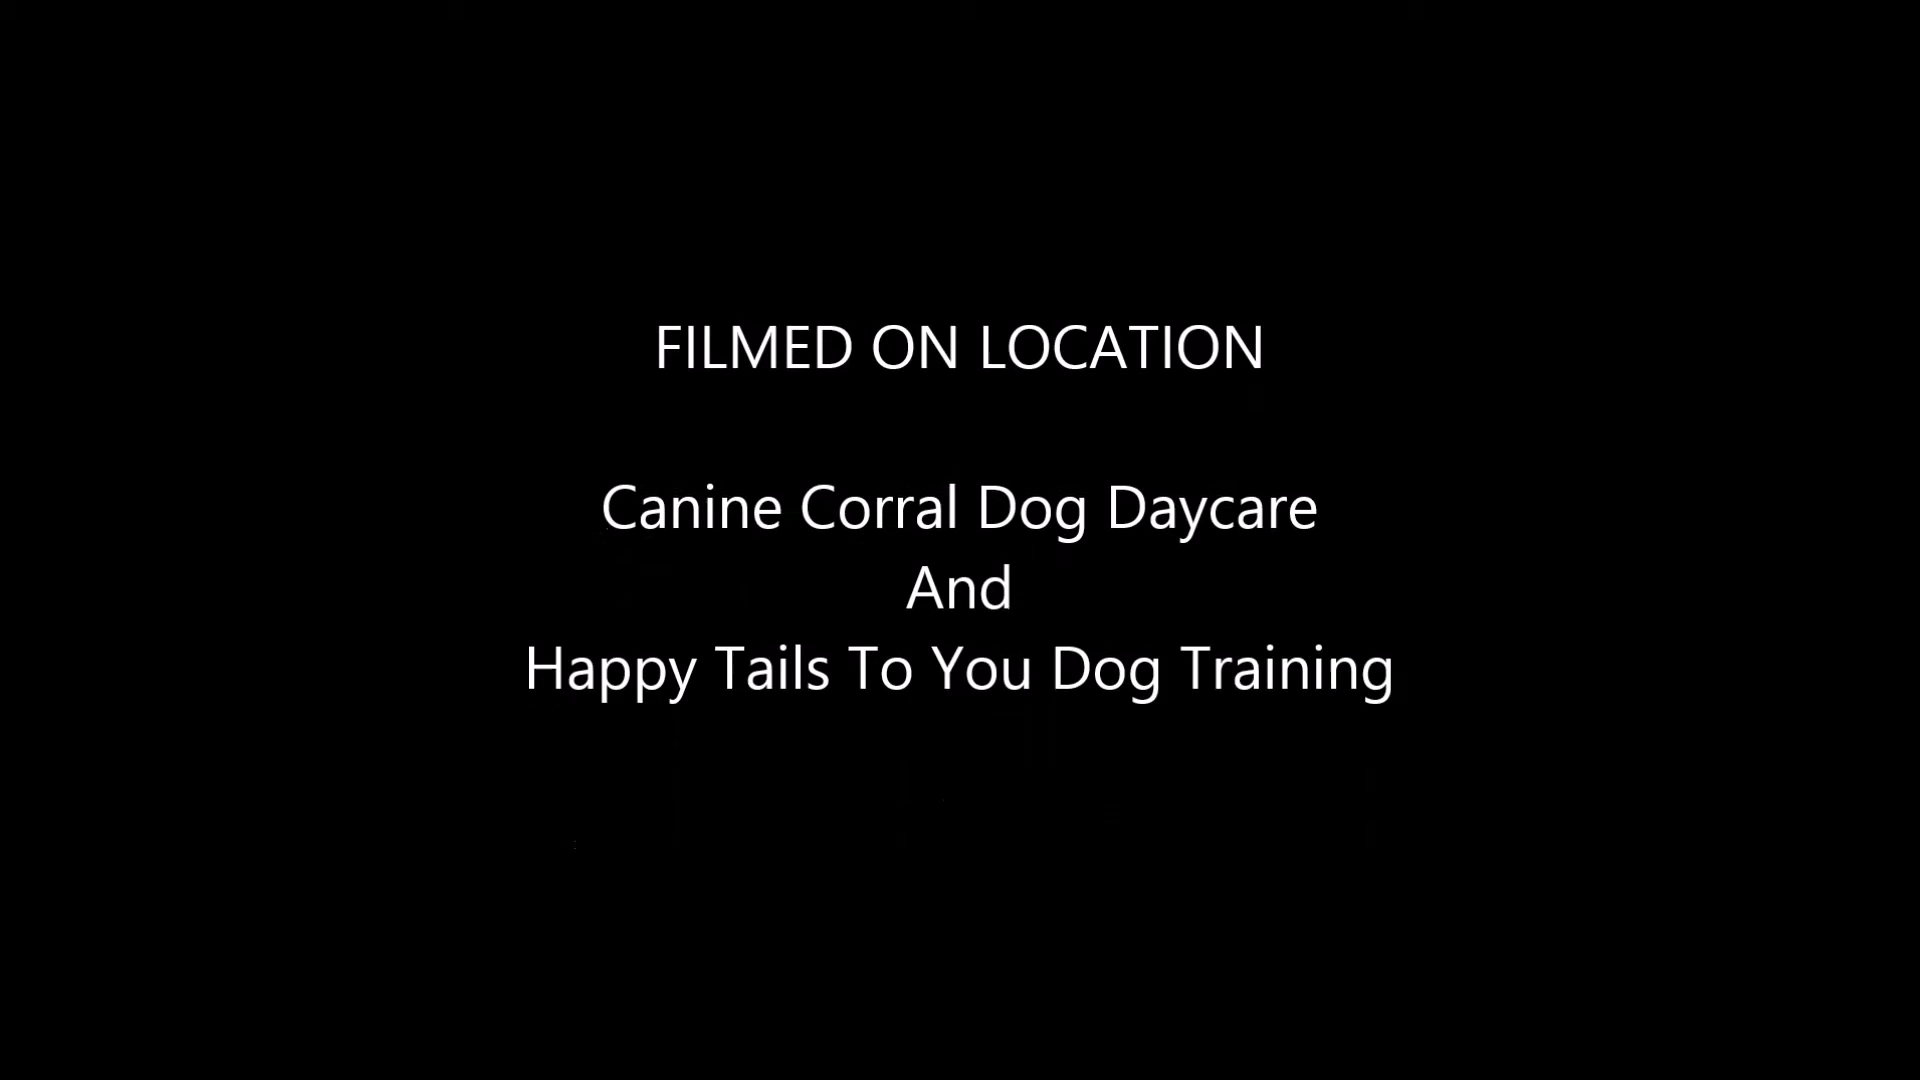 FILMED ON LOCATION
Canine Corral Dog Daycare
And
Happy Tails To You Dog Training